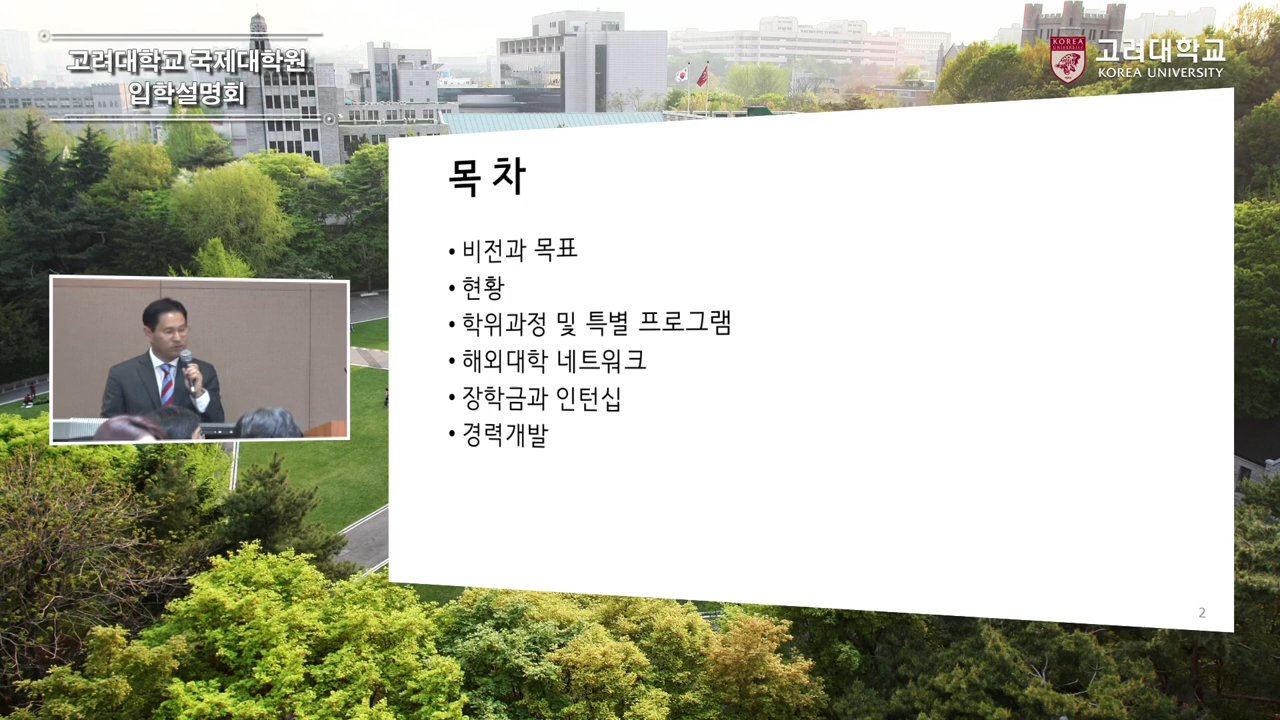 고려대학교 국제대학원
입학설명회
KOREA
고려대학교
KOREA UNIVERSITY
목 차
• 비전과 목표
• 현황
• 학위과정 및 특별 프로그램
• 해외대학 네트워크
• 장학금과 인턴십
• 경력개발
2